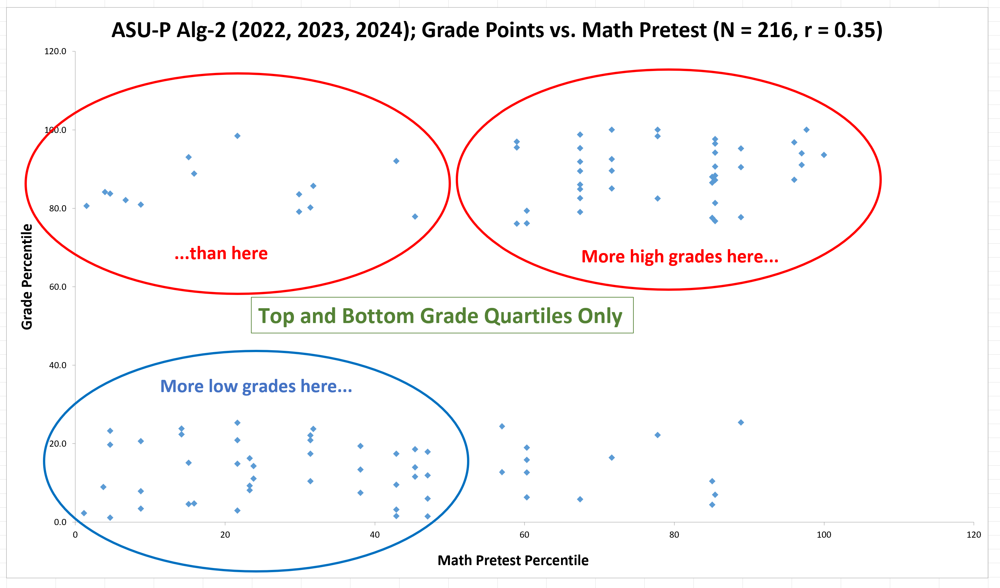 ASU-P Alg-2 (2022, 2023, 2024); Grade Points vs. Math Pretest (N = 216, r = 0.35)
120.0
100.0
80.0
60.0
40.0
20.0
0.0
Grade Percentile
...than here
More high grades here...
Top and Bottom Grade Quartiles Only
More low grades here...
0 20 40 60 80 100 120
Math Pretest Percentile